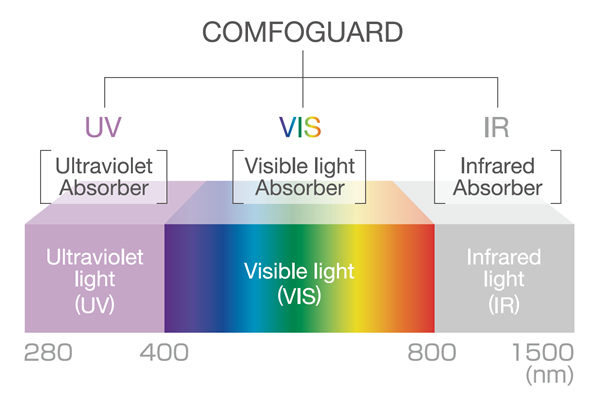 COMFOGUARD
UV VIS IR
Ultraviolet Absorber
Visible light Absorber
Infrared Absorber
Ultraviolet light (UV)
Visible light (VIS)
Infrared light (IR)
280 400 800 1500
(nm)